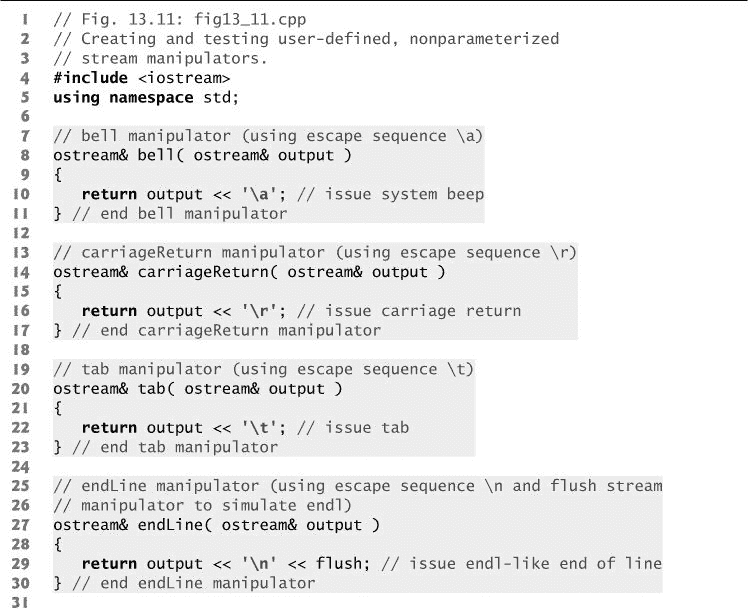 1 // Fig. 13.11: fig13_11.cpp
2 // Creating and testing user-defined, nonparameterized
3 // stream manipulators.
4 #include <iostream>
5 using namespace std;
6
7 // bell manipulator (using escape sequence \a)
8 ostream& bell( ostream& output )
9 {
10    return output << '\a'; // issue system beep
11 } // end bell manipulator
12
13 // carriageReturn manipulator (using escape sequence \r)
14 ostream& carriageReturn( ostream& output )
15 {
16    return output << '\r'; // issue carriage return
17 } // end carriageReturn manipulator
18
19 // tab manipulator (using escape sequence \t)
20 ostream& tab( ostream& output )
21 {
22    return output << '\t'; // issue tab
23 } // end tab manipulator
24
25 // endLine manipulator (using escape sequence \n and flush stream
26 // manipulator to simulate endl)
27 ostream& endLine( ostream& output )
28 {
29    return output << '\n' << flush; // issue endl-like end of line
30 } // end endLine manipulator
31